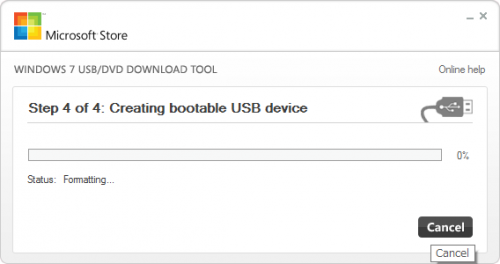 Microsoft Store
WINDOWS 7 USB/DVD DOWNLOAD TOOL
Online help
Step 4 of 4: Creating bootable USB device
0%
Status: Formatting...
Cancel
Cancel